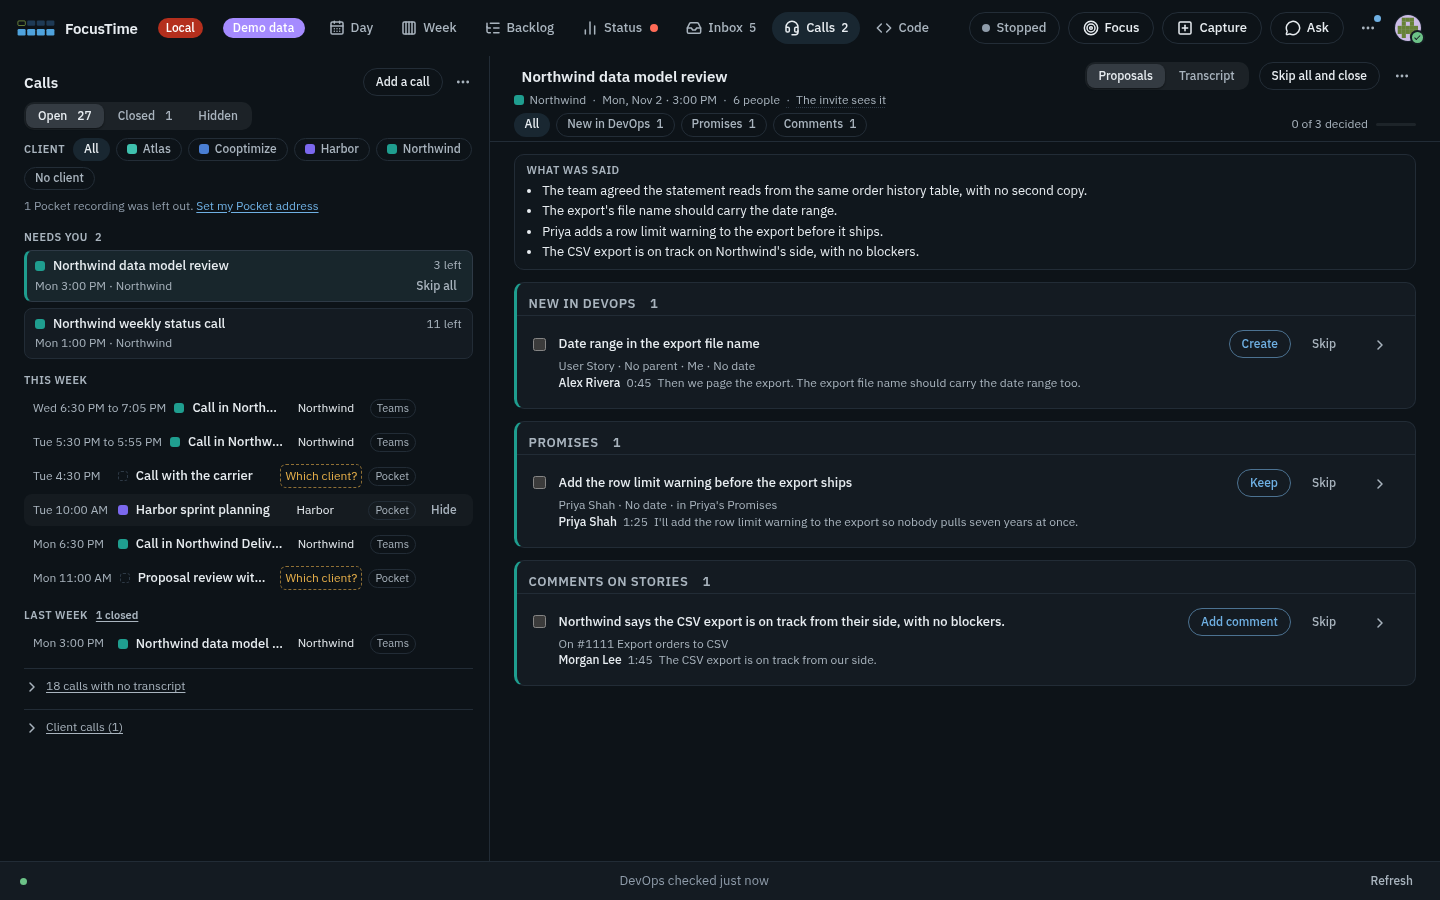 FocusTime
Local
Demo data
Day
Week
Backlog
Status
Inbox 5
Calls 2
Code
Stopped
Focus
Capture
Ask
Calls
Add a call
Open 27
Closed 1
Hidden
CLIENT
All
Atlas
Cooptimize
Harbor
Northwind
No client
1 Pocket recording was left out. Set my Pocket address
NEEDS YOU 2
Northwind data model review
3 left
Mon 3:00 PM · Northwind
Skip all
Northwind weekly status call
11 left
Mon 1:00 PM · Northwind
THIS WEEK
Wed 6:30 PM to 7:05 PM Call in North... Northwind Teams
Tue 5:30 PM to 5:55 PM Call in Northw... Northwind Teams
Tue 4:30 PM Call with the carrier Which client? Pocket
Tue 10:00 AM Harbor sprint planning Harbor Pocket Hide
Mon 6:30 PM Call in Northwind Deliv... Northwind Teams
Mon 11:00 AM Proposal review wit... Which client? Pocket
LAST WEEK 1 closed
Mon 3:00 PM Northwind data model ... Northwind Teams
18 calls with no transcript
Client calls (1)
Northwind data model review
Proposals
Transcript
Skip all and close
Northwind · Mon, Nov 2 · 3:00 PM · 6 people · The invite sees it
All
New in DevOps 1
Promises 1
Comments 1
0 of 3 decided
WHAT WAS SAID
• The team agreed the statement reads from the same order history table, with no second copy.
• The export's file name should carry the date range.
• Priya adds a row limit warning to the export before it ships.
• The CSV export is on track on Northwind's side, with no blockers.
NEW IN DEVOPS 1
Date range in the export file name
Create
Skip
User Story · No parent · Me · No date
Alex Rivera 0:45 Then we page the export. The export file name should carry the date range too.
PROMISES 1
Add the row limit warning before the export ships
Keep
Skip
Priya Shah · No date · in Priya's Promises
Priya Shah 1:25 I'll add the row limit warning to the export so nobody pulls seven years at once.
COMMENTS ON STORIES 1
Northwind says the CSV export is on track from their side, with no blockers.
Add comment
Skip
On #1111 Export orders to CSV
Morgan Lee 1:45 The CSV export is on track from our side.
DevOps checked just now
Refresh